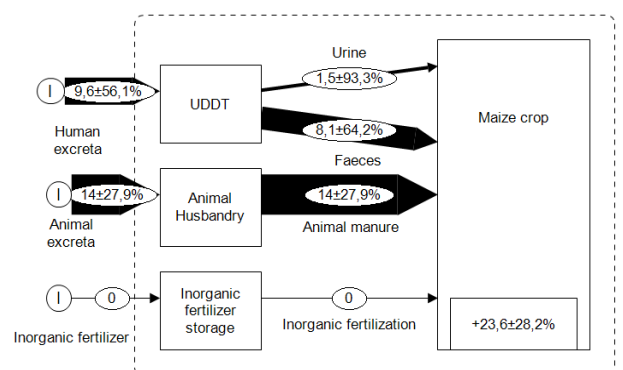 Urine
I
9,6±56,1%
UDDT
1,5±93,3%
Maize crop
8,1±64,2%
Human
excreta
Faeces
I
14±27,9%
Animal
Husbandry
14±27,9%
Animal
excreta
Animal manure
I
0
Inorganic
fertilizer
storage
0
Inorganic fertilizer
Inorganic fertilization
+23,6±28,2%